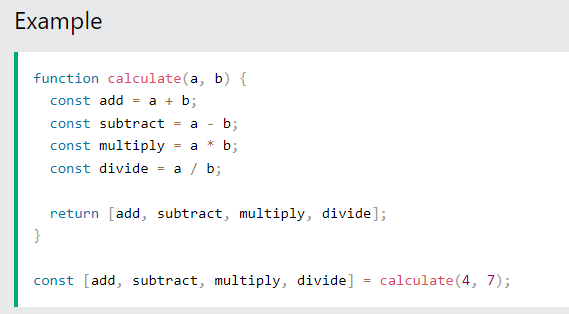 Example
function calculate(a, b) {
  const add = a + b;
  const subtract = a - b;
  const multiply = a * b;
  const divide = a / b;

  return [add, subtract, multiply, divide];
}

const [add, subtract, multiply, divide] = calculate(4, 7);